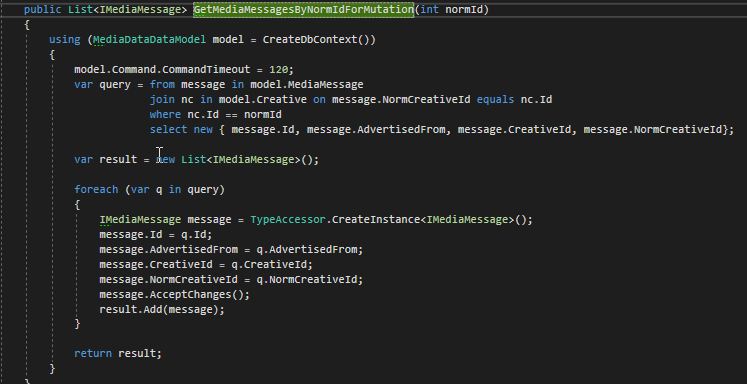 public List<IMediaMessage> GetMediaMessagesByNormIdForMutation(int normId)
{
using (MediaDataDataModel model = CreateDbContext())
{
model.Command.CommandTimeout = 120;
var query = from message in model.MediaMessage
join nc in model.Creative on message.NormCreativeId equals nc.Id
where nc.Id == normId
select new { message.Id, message.AdvertisedFrom, message.CreativeId, message.NormCreativeId};
var result = new List<IMediaMessage>();
foreach (var q in query)
{
IMediaMessage message = TypeAccessor.CreateInstance<IMediaMessage>();
message.Id = q.Id;
message.AdvertisedFrom = q.AdvertisedFrom;
message.CreativeId = q.CreativeId;
message.NormCreativeId = q.NormCreativeId;
message.AcceptChanges();
result.Add(message);
}
return result;
}
}